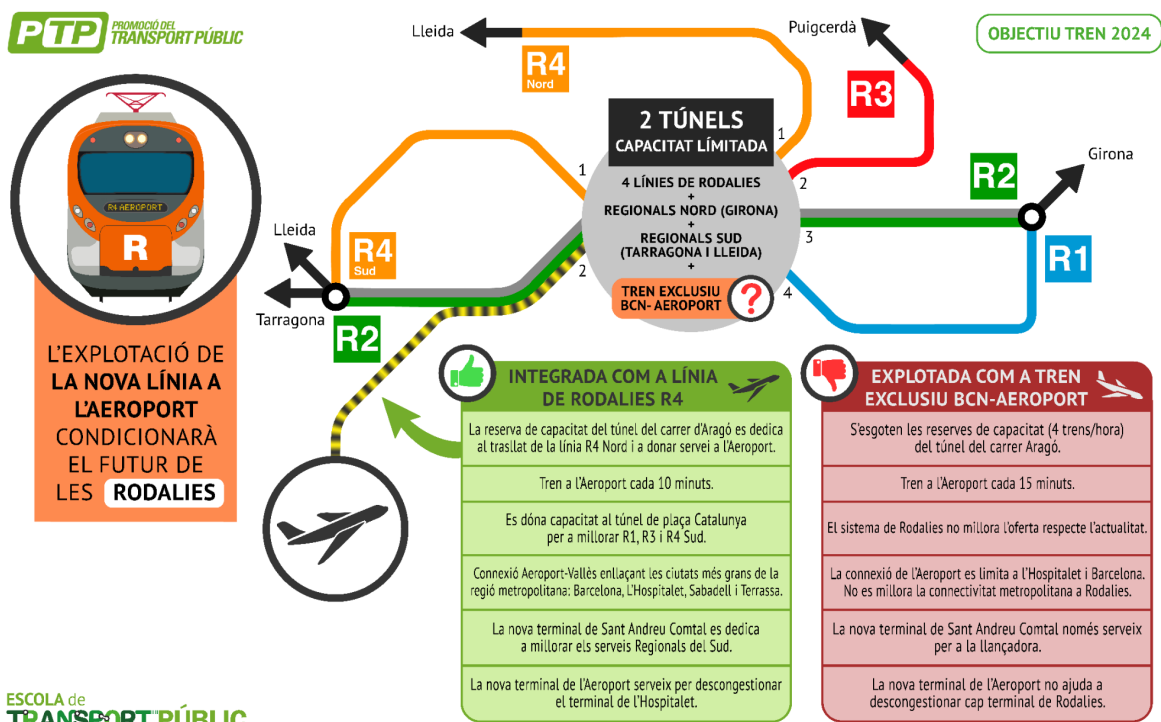 PTP PROMOCIÓ DEL
TRANSPORT PÚBLIC
OBJECTIU TREN 2024
Lleida
R4
Nord
Puigcerdà
R3
2 TÚNELS
CAPACITAT LÍMITADA
4 LÍNIES DE RODALIES
+
REGIONALS NORD (GIRONA)
+
REGIONALS SUD
(TARRAGONA I LLEIDA)
+
TREN EXCLUSIU
BCN- AEROPORT
?
1
2
1
2
3
4
R2
Girona
R1
Lleida
R4
Sud
Tarragona
R2
R4 AEROPORT
R
L'EXPLOTACIÓ DE
LA NOVA LÍNIA A
L'AEROPORT
CONDICIONARÀ
EL FUTUR DE
LES RODALIES
INTEGRADA COM A LÍNIA
DE RODALIES R4
La reserva de capacitat del túnel del carrer d'Aragó es dedica
al trasllat de la línia R4 Nord i a donar servei a l'Aeroport.
Tren a l'Aeroport cada 10 minuts.
Es dóna capacitat al túnel de plaça Catalunya
per a millorar R1, R3 i R4 Sud.
Connexió Aeroport-Vallès enllaçant les ciutats més grans de la
regió metropolitana: Barcelona, L'Hospitalet, Sabadell i Terrassa.
La nova terminal de Sant Andreu Comtal es dedica
a millorar els serveis Regionals del Sud.
La nova terminal de l'Aeroport serveix per descongestionar
el terminal de l'Hospitalet.
EXPLOTADA COM A TREN
EXCLUSIU BCN-AEROPORT
S'esgoten les reserves de capacitat (4 trens/hora)
del túnel del carrer Aragó.
Tren a l'Aeroport cada 15 minuts.
El sistema de Rodalies no millora l'oferta respecte l'actualitat.
La connexió de l'Aeroport es limita a l'Hospitalet i Barcelona.
No es millora la connectivitat metropolitana a Rodalies.
La nova terminal de Sant Andreu Comtal només serveix
per a la llançadora.
La nova terminal de l'Aeroport no ajuda a
descongestionar cap terminal de Rodalies.
ESCOLA de
TRANSPORT PÚBLIC